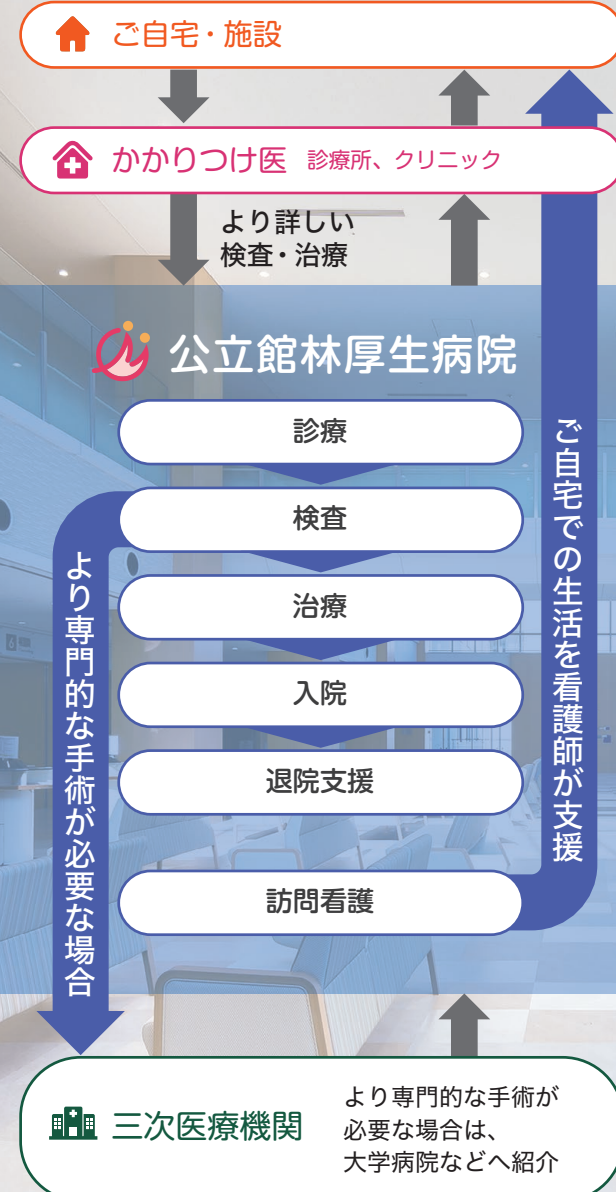 ご自宅・施設
かかりつけ医 診療所、クリニック
より詳しい
検査・治療
公立館林厚生病院
診療
検査
治療
入院
退院支援
訪問看護
より専門的な手術が必要な場合
ご自宅での生活を看護師が支援
三次医療機関
より専門的な手術が
必要な場合は、
大学病院などへ紹介